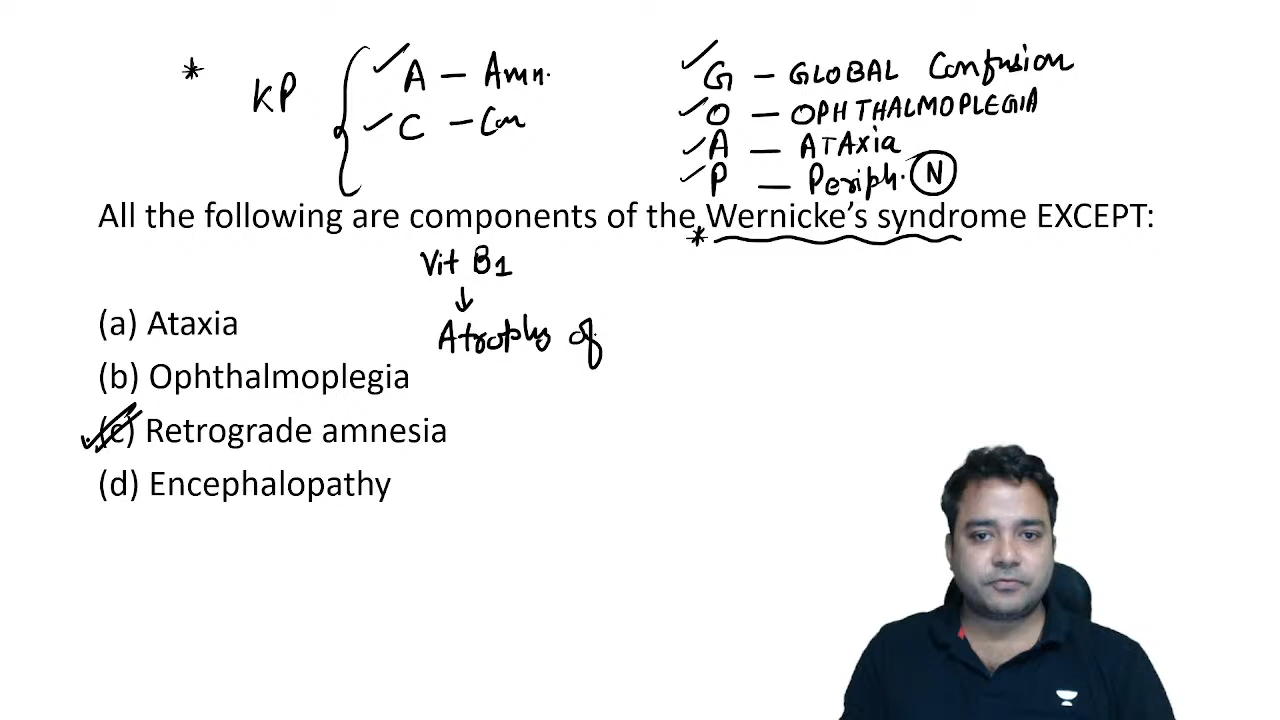 * KP { ✓ A – Amn.
✓ C – Con
✓ G – GLOBAL Confusion
✓ O – OPHTHALMOPLEGIA
✓ A – ATAxia
✓ P – Periph. N
All the following are components of the Wernicke’s syndrome EXCEPT:
*
Vit B1
↓
Atrophy of
(a) Ataxia
(b) Ophthalmoplegia
(c) Retrograde amnesia
(d) Encephalopathy